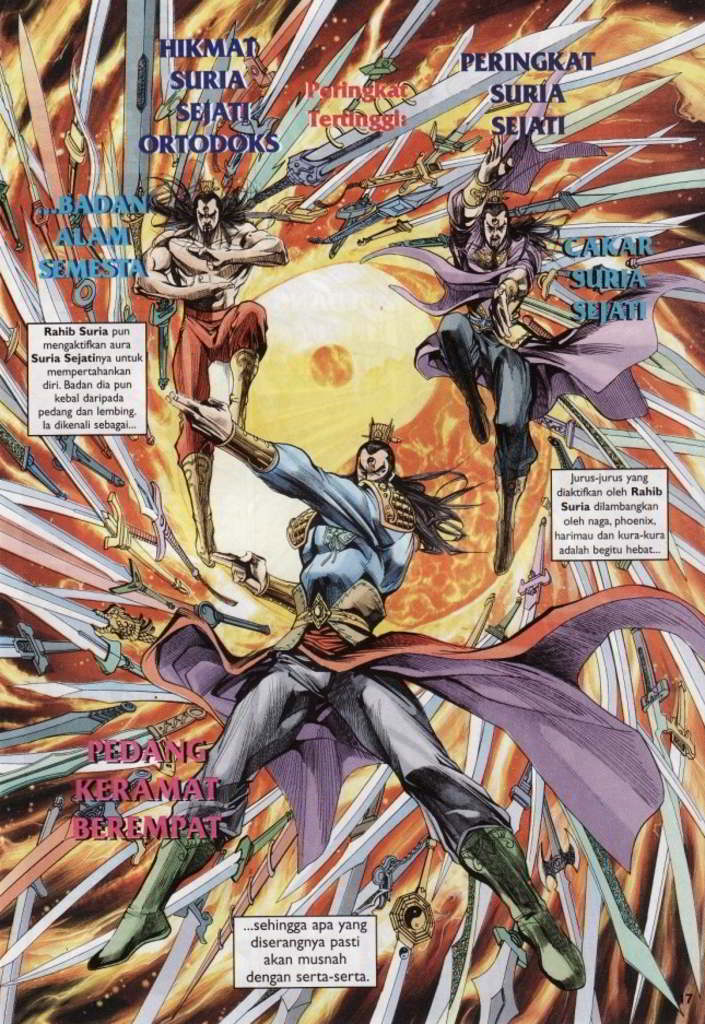 HIKMAT
SURIA
SEJATI
ORTODOKS
Peringkat
Tertinggi:
PERINGKAT
SURIA
SEJATI
...BADAN
ALAM
SEMESTA
CAKAR
SURIA
SEJATI
Rahib Suria pun
mengaktifkan aura
Suria Sejatinya untuk
mempertahankan
diri. Badan dia pun
kebal daripada
pedang dan lembing.
Ia dikenali sebagai...
Jurus-jurus yang
diaktifkan oleh Rahib
Suria dilambangkan
oleh naga, phoenix,
harimau dan kura-kura
adalah begitu hebat...
PEDANG
KERAMAT
BEREMPAT
...sehingga apa yang
diserangnya pasti
akan musnah
dengan serta-serta.